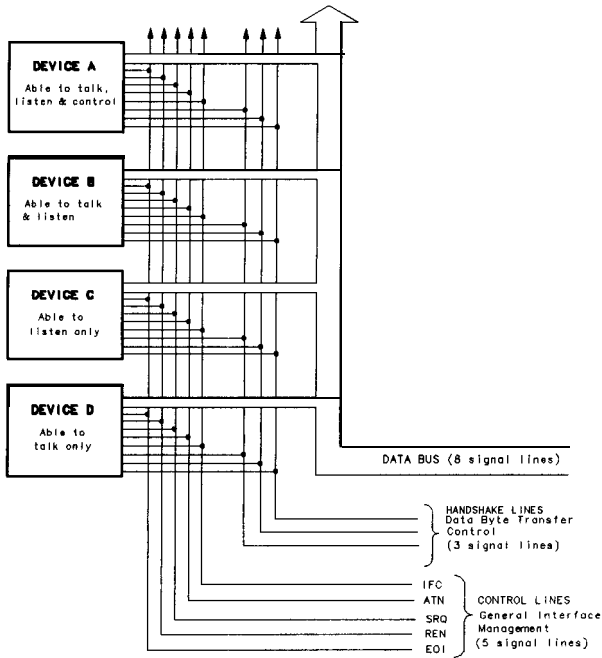 DEVICE A
Able to talk,
listen & control
DEVICE B
Able to talk
& listen
DEVICE C
Able to
listen only
DEVICE D
Able to
talk only
DATA BUS (8 signal lines)
HANDSHAKE LINES
Data Byte Transfer
Control
(3 signal lines)
IFC
ATN
SRQ
REN
EOI
CONTROL LINES
General Interface
Management
(5 signal lines)